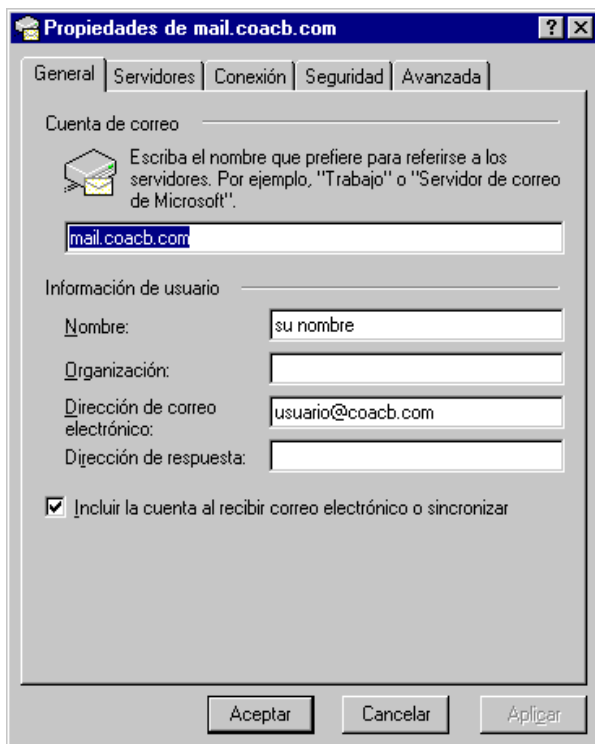 Propiedades de mail.coacb.com
General Servidores Conexión Seguridad Avanzada
Cuenta de correo
Escriba el nombre que prefiere para referirse a los
servidores. Por ejemplo, "Trabajo" o "Servidor de correo
de Microsoft".
mail.coacb.com
Información de usuario
Nombre: su nombre
Organización:
Dirección de correo
electrónico: usuario@coacb.com
Dirección de respuesta:
Incluir la cuenta al recibir correo electrónico o sincronizar
Aceptar Cancelar Aplicar